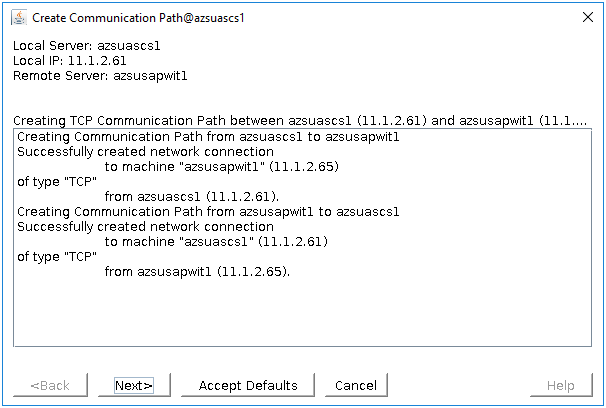 Create Communication Path@azsuascs1
Local Server: azsuascs1
Local IP: 11.1.2.61
Remote Server: azsusapwit1
Creating TCP Communication Path between azsuascs1 (11.1.2.61) and azsusapwit1 (11.1....
Creating Communication Path from azsuascs1 to azsusapwit1
Successfully created network connection
to machine "azsusapwit1" (11.1.2.65)
of type "TCP"
from azsuascs1 (11.1.2.61).
Creating Communication Path from azsusapwit1 to azsuascs1
Successfully created network connection
to machine "azsuascs1" (11.1.2.61)
of type "TCP"
from azsusapwit1 (11.1.2.65).
<Back Next> Accept Defaults Cancel Help